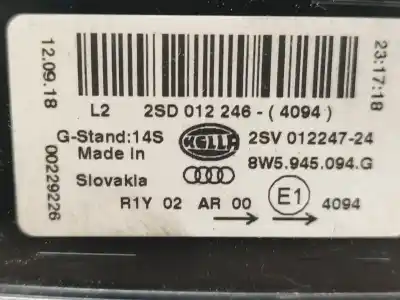 12.09.18
23:17:18
L2 2SD 012 246-(4094)
G-Stand:14S HELLA 2SV 012247-24
Made In 8W5.945.094.G
Slovakia
R1Y 02 AR 00 E1 4094
00229226